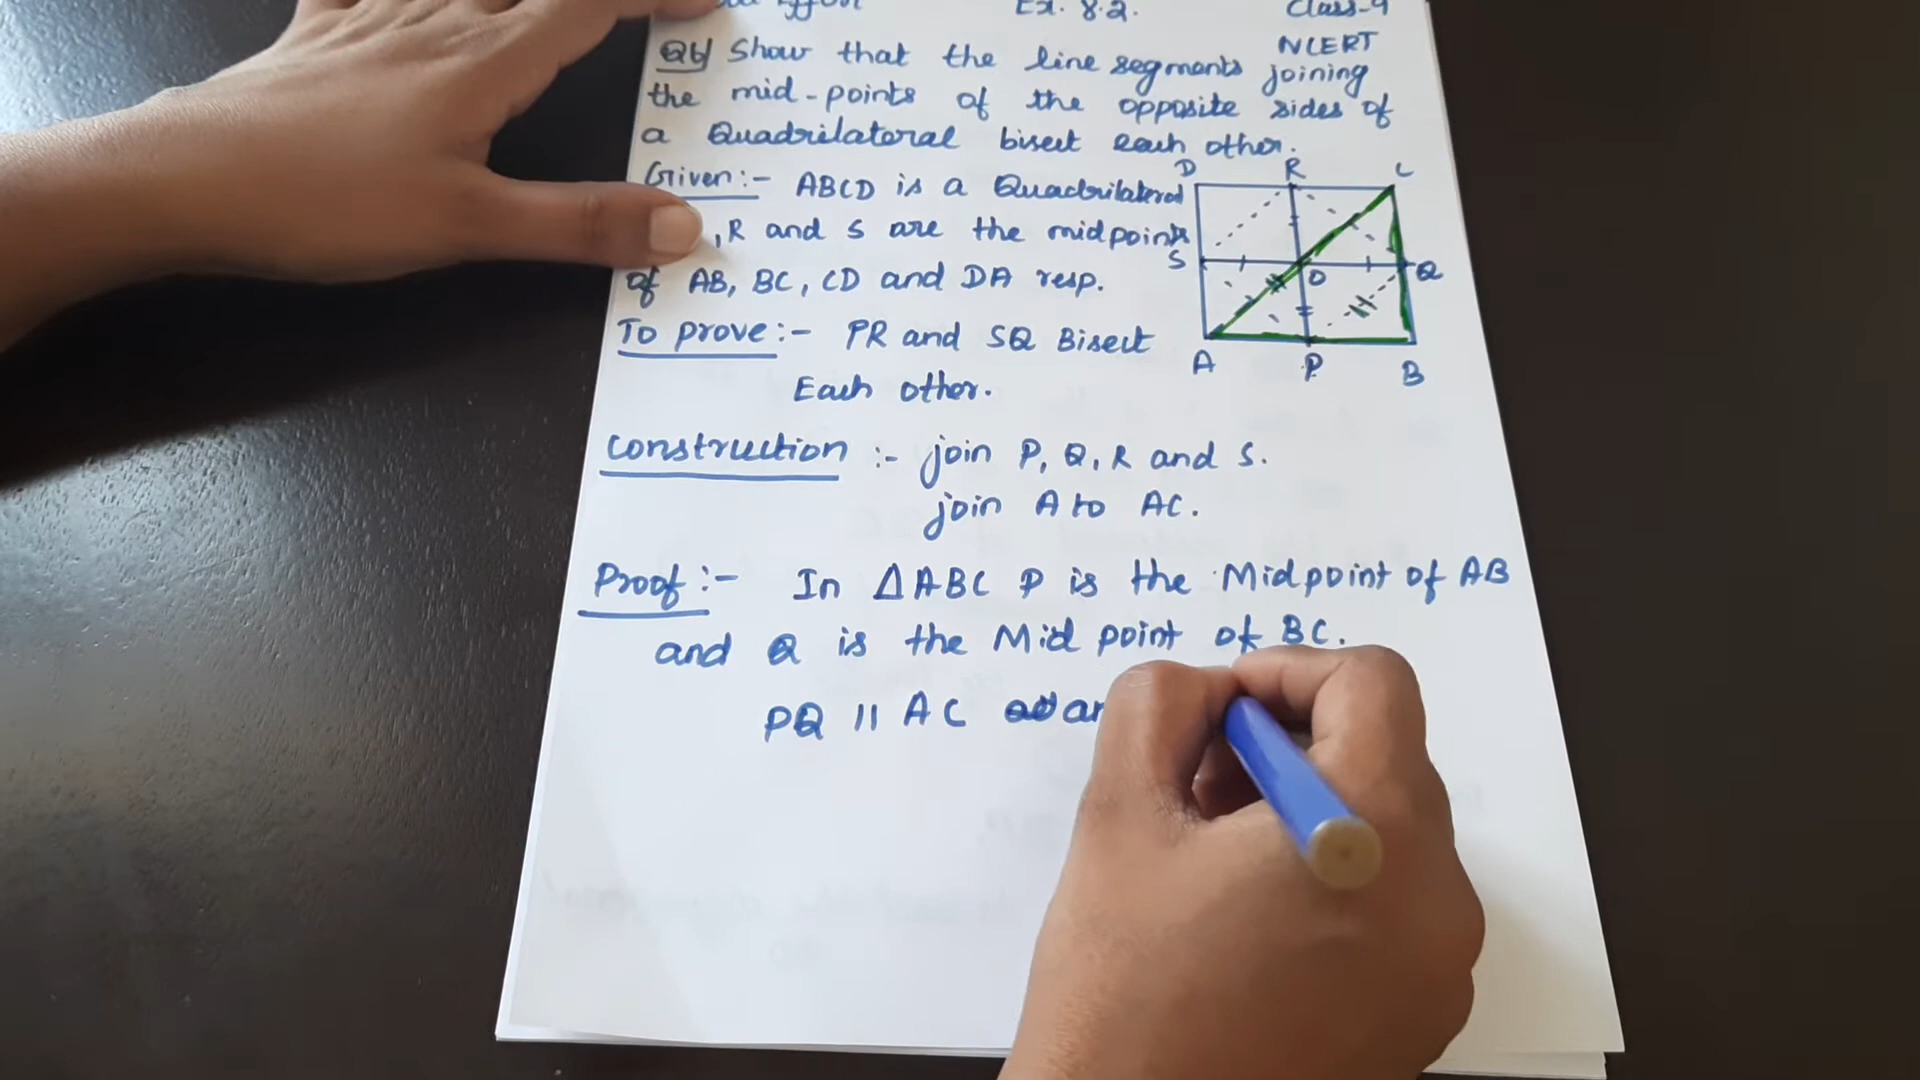 Ex. 8.2.
Class-9
NCERT
Q6) Show that the line segments joining
the mid-points of the opposite sides of
a Quadrilateral bisect each other.
Given:- ABCD is a Quadrilateral
,R and S are the midpoints
of AB, BC, CD and DA resp.
To prove:- PR and SQ Bisect
Each other.
D R C
S O Q
A P B
Construction :- join P, Q, R and S.
join A to AC.
Proof:- In ΔABC P is the Midpoint of AB
and Q is the Mid point of BC.
PQ || AC